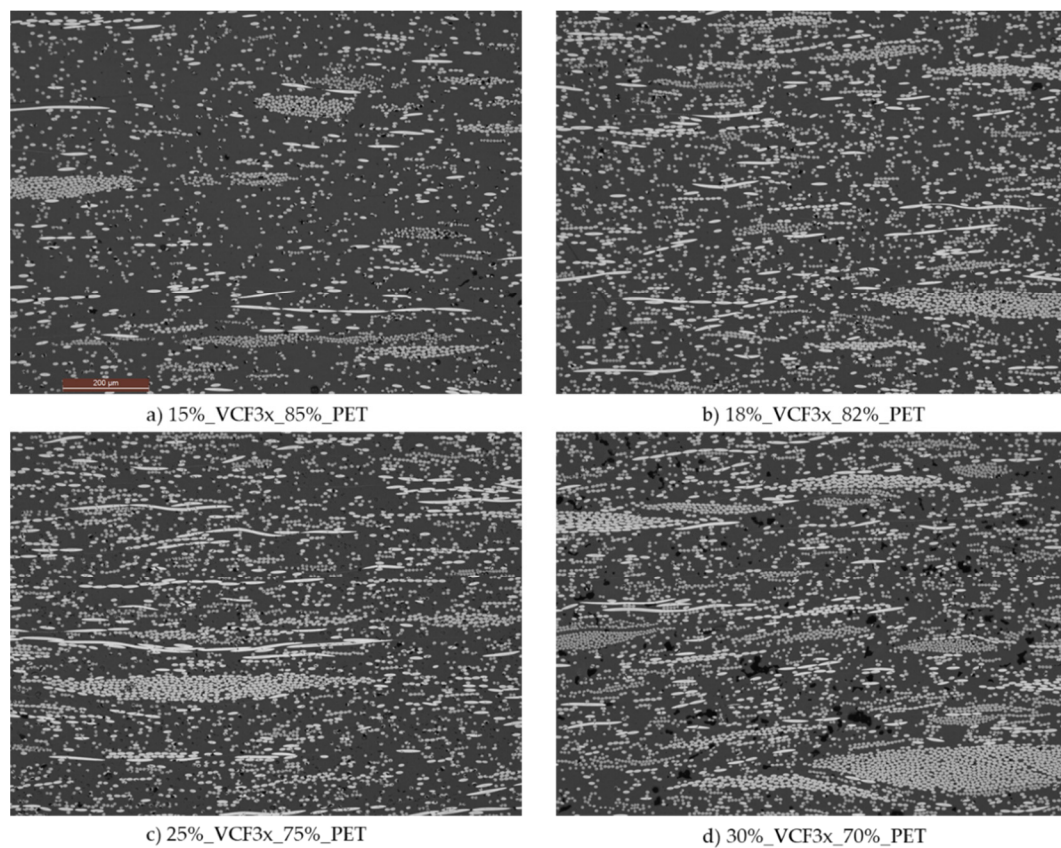 200 µm
a) 15%_VCF3x_85%_PET
b) 18%_VCF3x_82%_PET
c) 25%_VCF3x_75%_PET
d) 30%_VCF3x_70%_PET